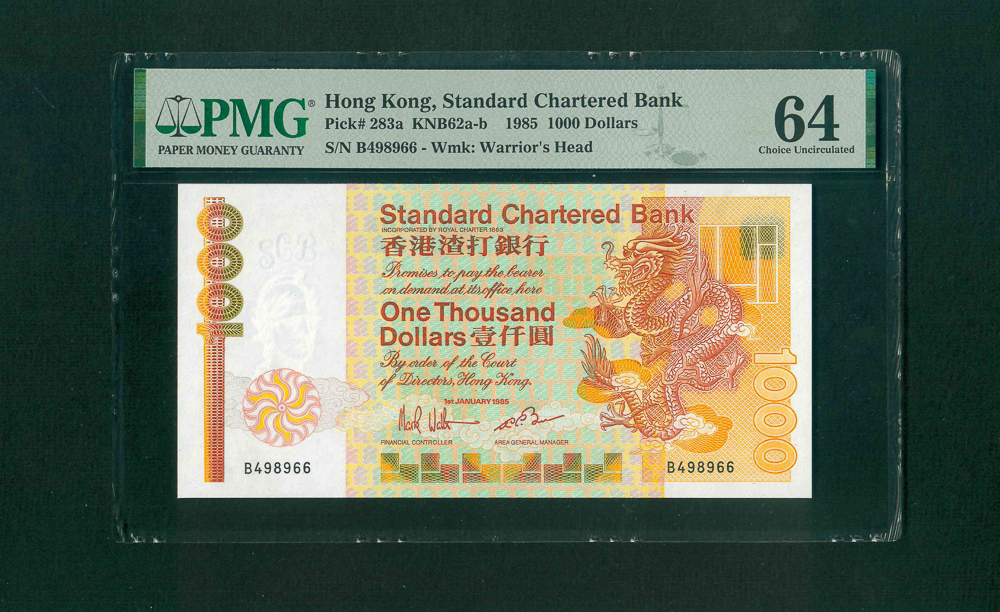 PMG®
PAPER MONEY GUARANTY
Hong Kong, Standard Chartered Bank
Pick# 283a KNB62a-b 1985 1000 Dollars
S/N B498966 - Wmk: Warrior's Head
64
Choice Uncirculated
1000
SCB
Standard Chartered Bank
INCORPORATED BY ROYAL CHARTER 1853
香港渣打銀行
Promises to pay the bearer
on demand at its office here
One Thousand
Dollars 壹仟圓
By order of the Court
of Directors, Hong Kong.
1st JANUARY 1985
FINANCIAL CONTROLLER
AREA GENERAL MANAGER
1000
B498966
B498966